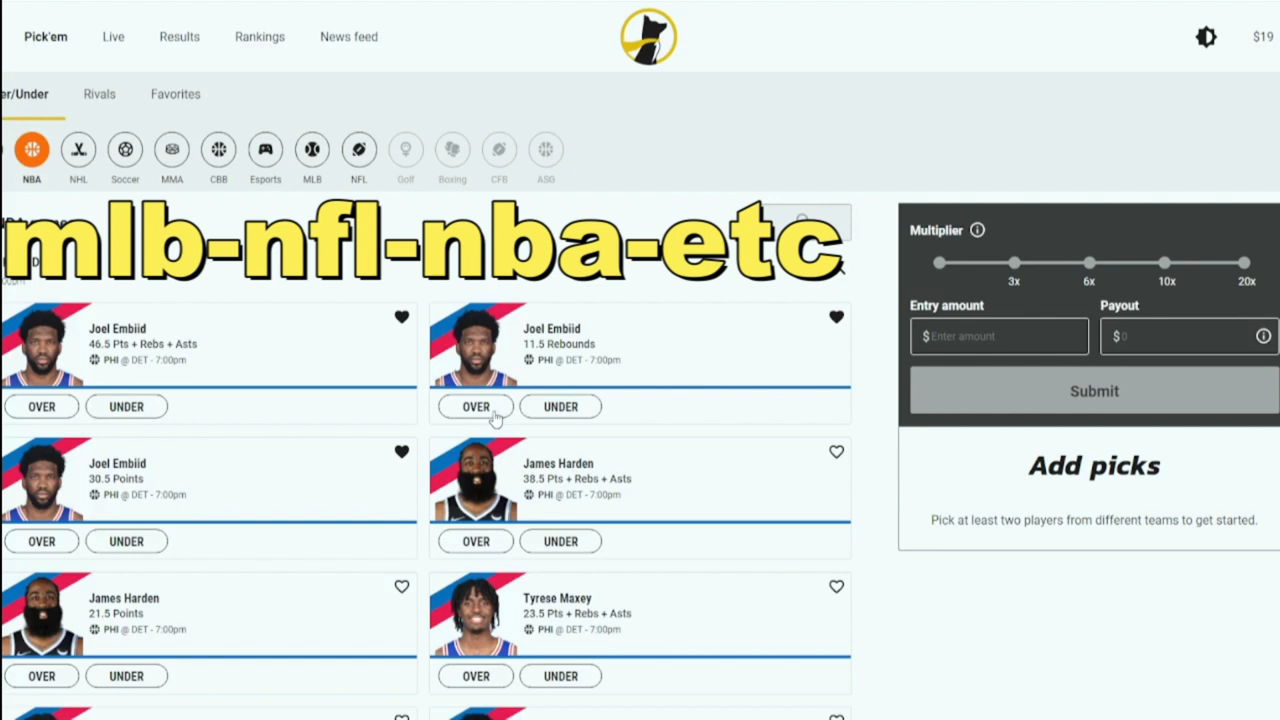 Pick'em Live Results Rankings News feed $19
er/Under Rivals Favorites
NBA NHL Soccer MMA CBB Esports MLB NFL Golf Boxing CFB ASG
mlb-nfl-nba-etc
Joel Embiid
46.5 Pts + Rebs + Asts
PHI @ DET - 7:00pm
OVER UNDER
Joel Embiid
11.5 Rebounds
PHI @ DET - 7:00pm
OVER UNDER
Joel Embiid
30.5 Points
PHI @ DET - 7:00pm
OVER UNDER
James Harden
38.5 Pts + Rebs + Asts
PHI @ DET - 7:00pm
OVER UNDER
James Harden
21.5 Points
PHI @ DET - 7:00pm
OVER UNDER
Tyrese Maxey
23.5 Pts + Rebs + Asts
PHI @ DET - 7:00pm
OVER UNDER
Multiplier
3x 6x 10x 20x
Entry amount Payout
$ Enter amount $ 0
Submit
Add picks
Pick at least two players from different teams to get started.